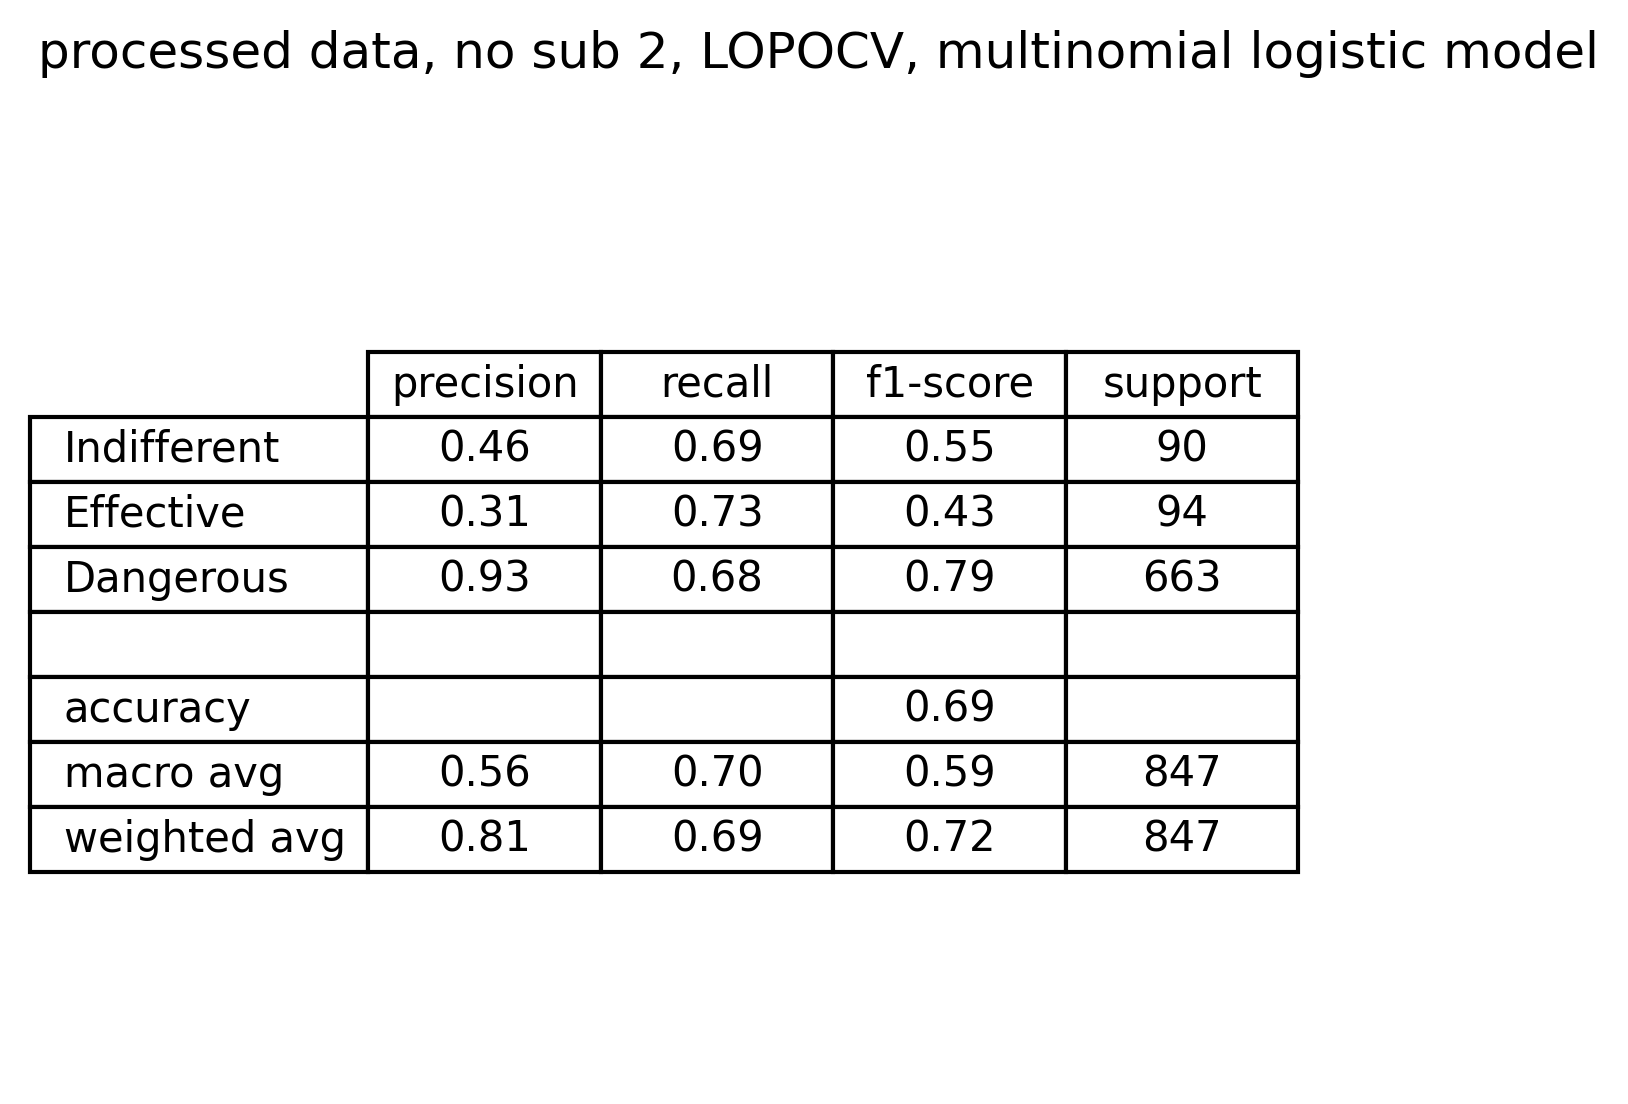 processed data, no sub 2, LOPOCV, multinomial logistic model
precision recall f1-score support
Indifferent 0.46 0.69 0.55 90
Effective 0.31 0.73 0.43 94
Dangerous 0.93 0.68 0.79 663
accuracy 0.69
macro avg 0.56 0.70 0.59 847
weighted avg 0.81 0.69 0.72 847